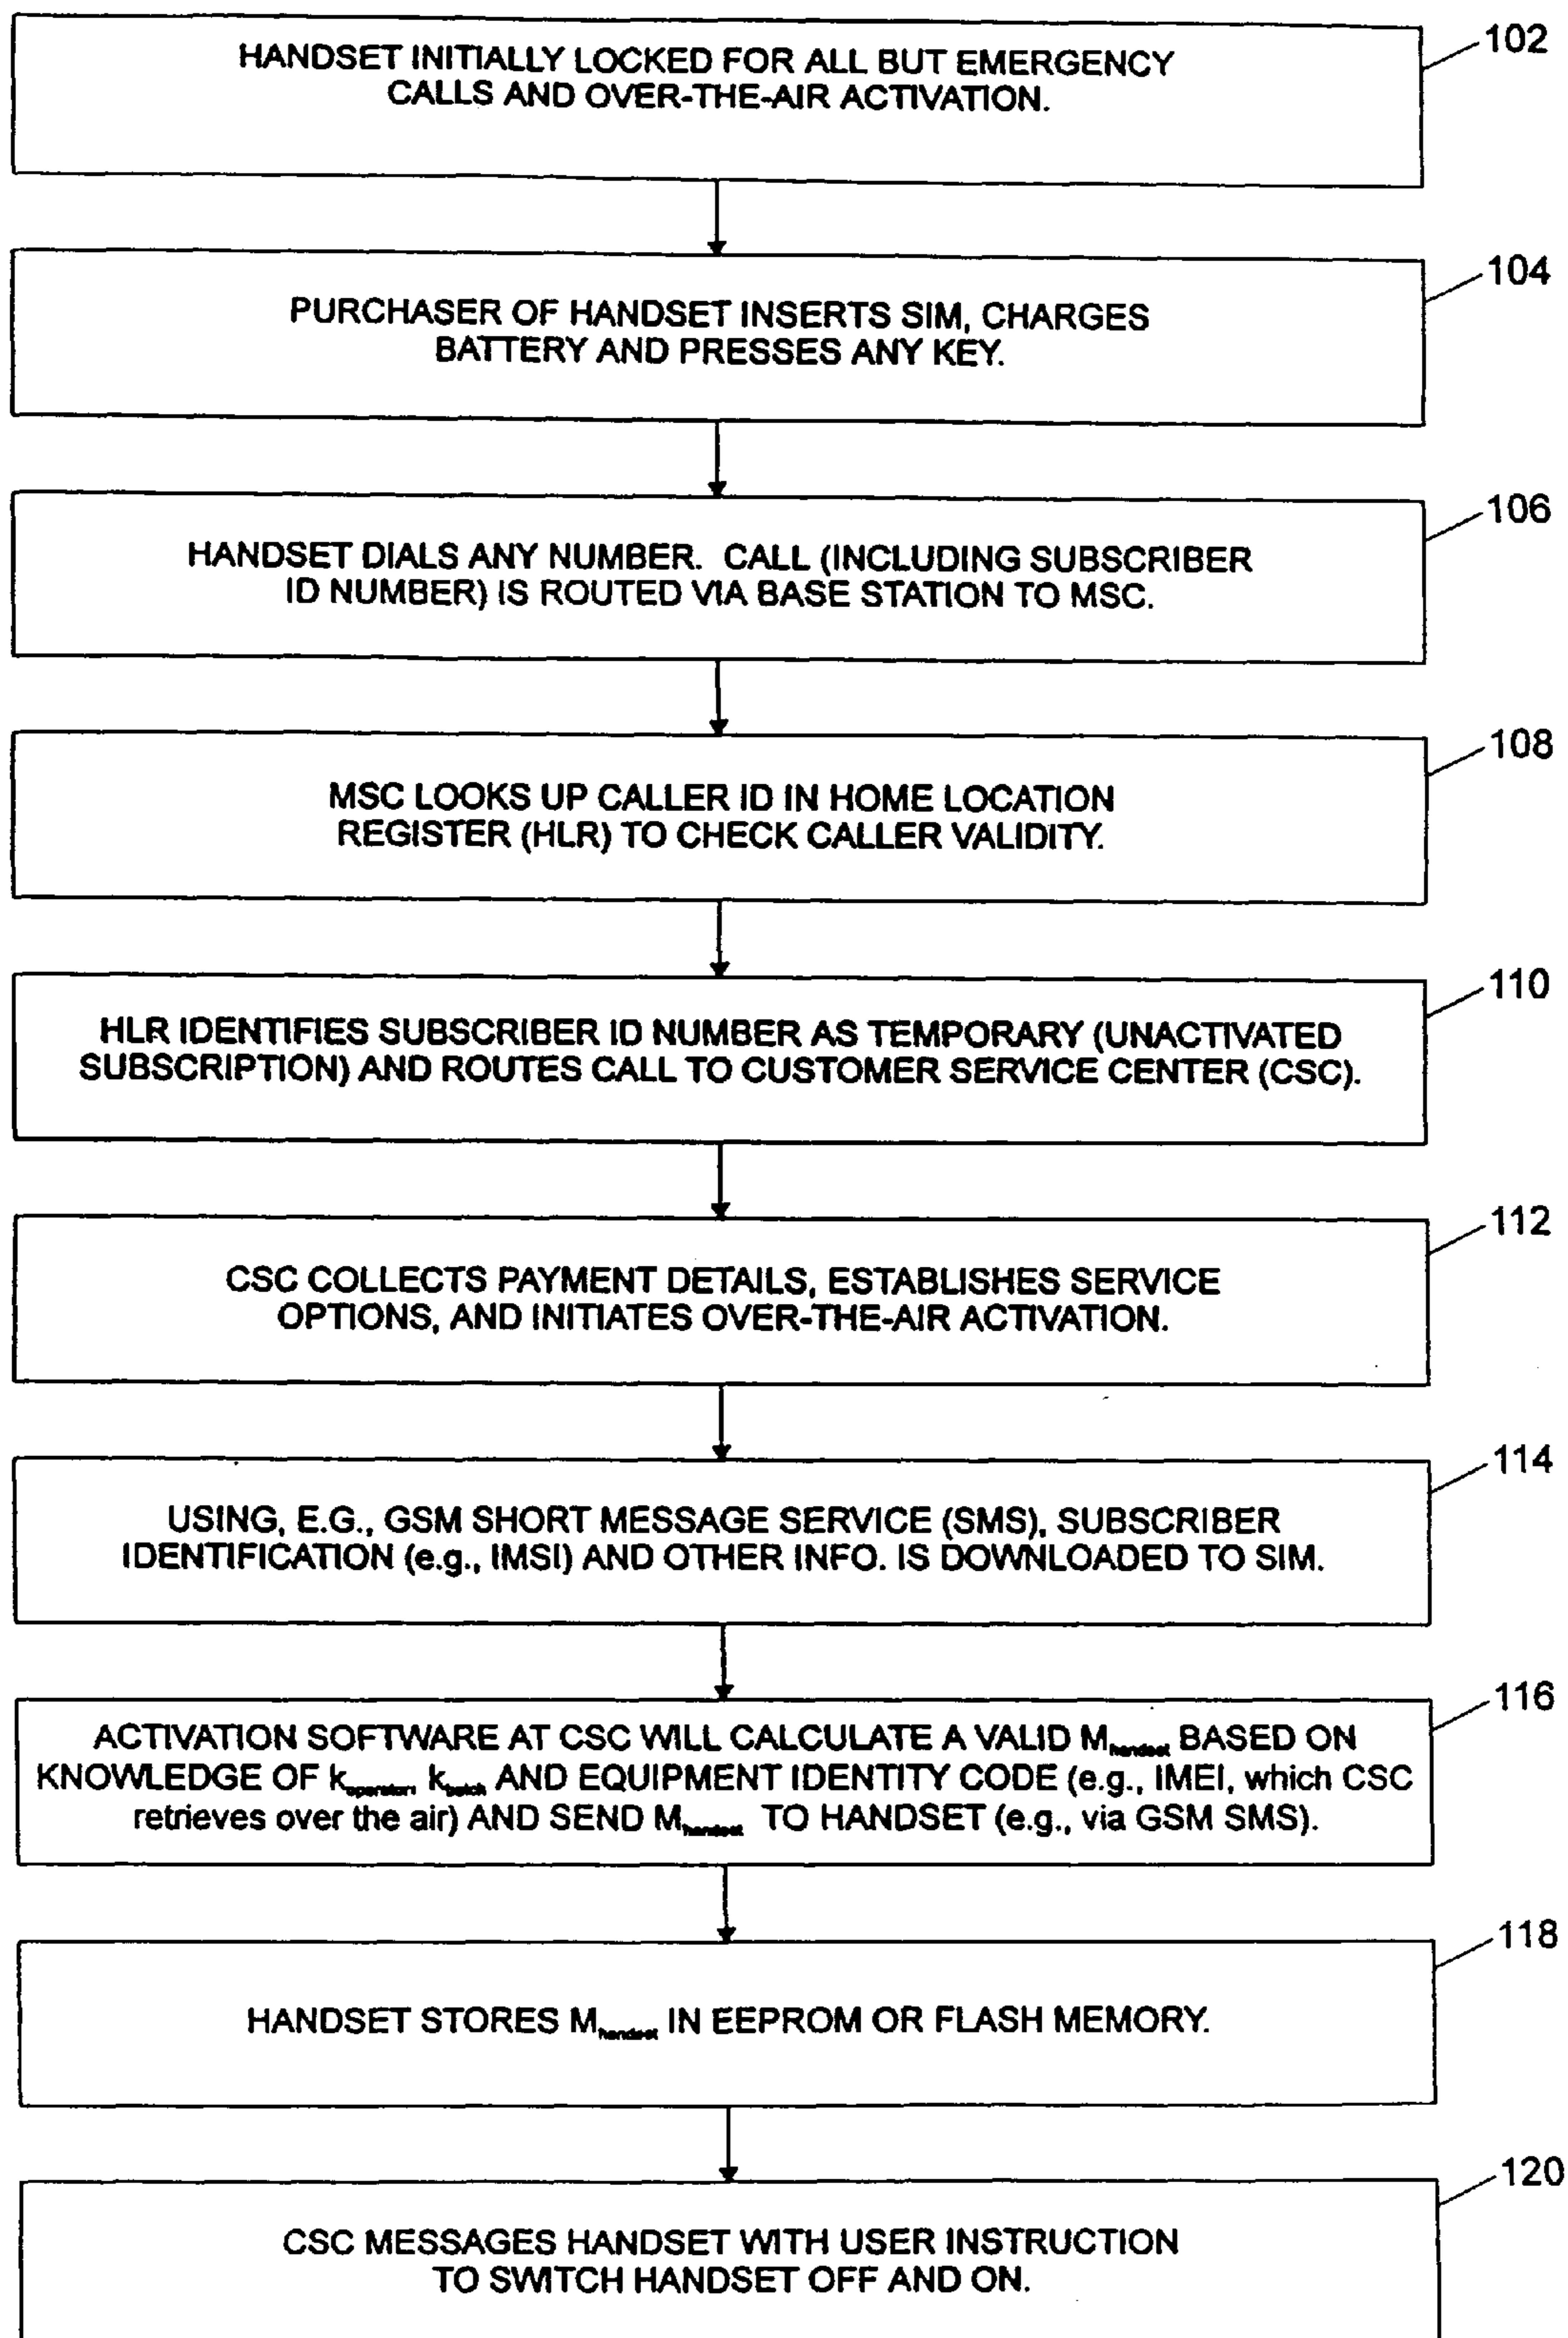 102
HANDSET INITIALLY LOCKED FOR ALL BUT EMERGENCY
CALLS AND OVER-THE-AIR ACTIVATION.
104
PURCHASER OF HANDSET INSERTS SIM, CHARGES
BATTERY AND PRESSES ANY KEY.
106
HANDSET DIALS ANY NUMBER. CALL (INCLUDING SUBSCRIBER
ID NUMBER) IS ROUTED VIA BASE STATION TO MSC.
108
MSC LOOKS UP CALLER ID IN HOME LOCATION
REGISTER (HLR) TO CHECK CALLER VALIDITY.
110
HLR IDENTIFIES SUBSCRIBER ID NUMBER AS TEMPORARY (UNACTIVATED
SUBSCRIPTION) AND ROUTES CALL TO CUSTOMER SERVICE CENTER (CSC).
112
CSC COLLECTS PAYMENT DETAILS, ESTABLISHES SERVICE
OPTIONS, AND INITIATES OVER-THE-AIR ACTIVATION.
114
USING, E.G., GSM SHORT MESSAGE SERVICE (SMS), SUBSCRIBER
IDENTIFICATION (e.g., IMSI) AND OTHER INFO. IS DOWNLOADED TO SIM.
116
ACTIVATION SOFTWARE AT CSC WILL CALCULATE A VALID Mhandset BASED ON
KNOWLEDGE OF koperator, kbatch AND EQUIPMENT IDENTITY CODE (e.g., IMEI, which CSC
retrieves over the air) AND SEND Mhandset TO HANDSET (e.g., via GSM SMS).
118
HANDSET STORES Mhandset IN EEPROM OR FLASH MEMORY.
120
CSC MESSAGES HANDSET WITH USER INSTRUCTION
TO SWITCH HANDSET OFF AND ON.